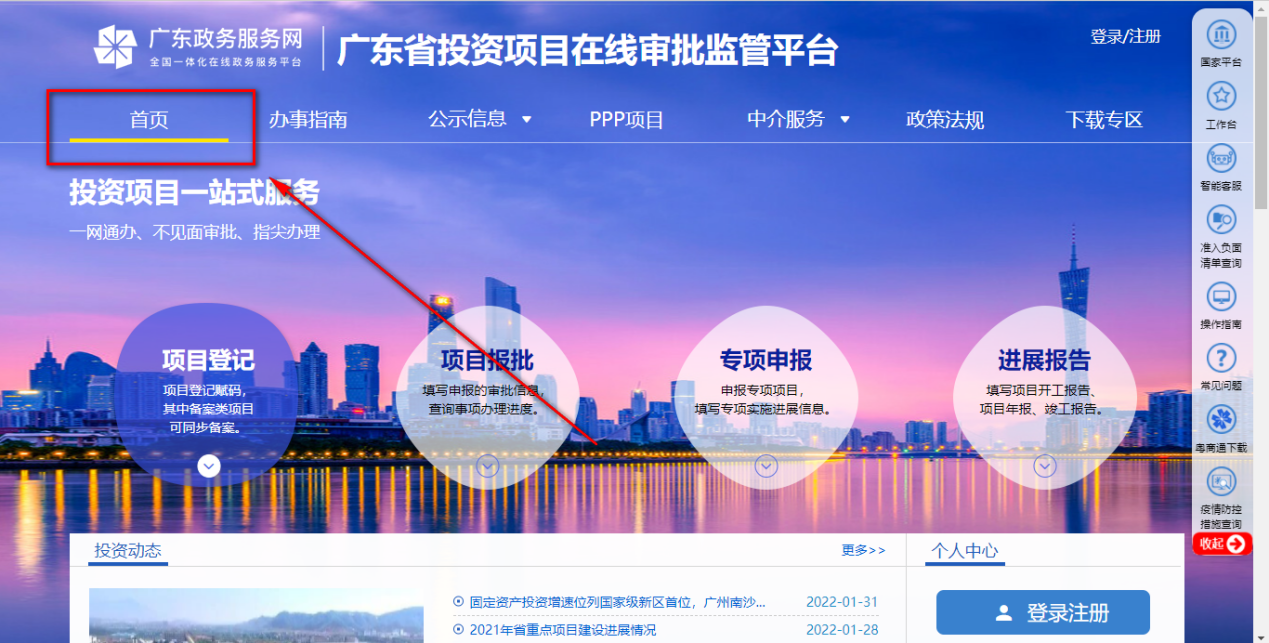 广东政务服务网
全国一体化在线政务服务平台
广东省投资项目在线审批监管平台
登录/注册
首页
办事指南
公示信息
PPP项目
中介服务
政策法规
下载专区
投资项目一站式服务
一网通办、不见面审批、指尖办理
项目登记
项目登记赋码，
其中备案类项目
可同步备案。
项目报批
填写申报的审批信息，
查询事项办理进度。
专项申报
申报专项项目，
填写专项实施进展信息。
进展报告
填写项目开工报告、
项目年报、竣工报告。
国家平台
工作台
智能客服
准入负面
清单查询
操作指南
常见问题
粤商通下载
疫情防控
措施查询
收起
投资动态
更多>>
固定资产投资增速位列国家级新区首位，广州南沙...
2022-01-31
2021年省重点项目建设进展情况
2022-01-28
个人中心
登录注册